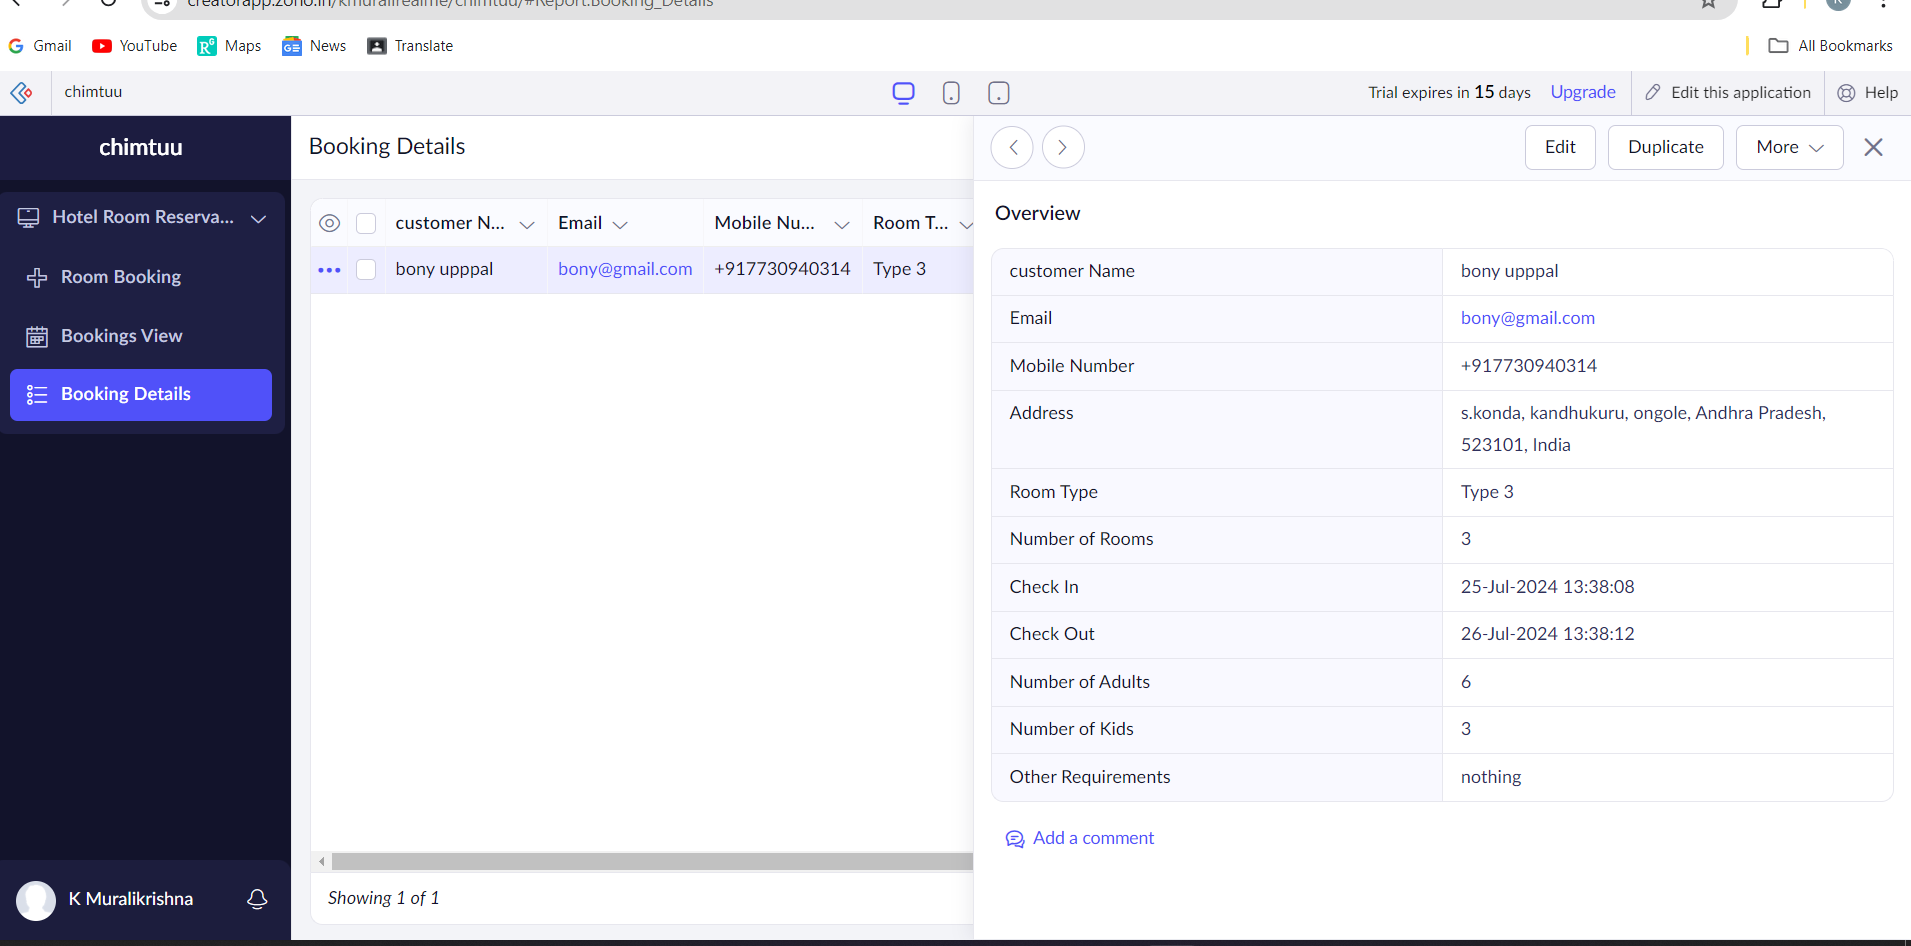 creatorapp.zoho.in/kmuralirealme/chimtuu/#Report:Booking_Details
Gmail YouTube Maps News Translate All Bookmarks
chimtuu Trial expires in 15 days Upgrade Edit this application Help
chimtuu
Hotel Room Reserva...
Room Booking
Bookings View
Booking Details
K Muralikrishna
Booking Details
customer N... Email Mobile Nu... Room T...
bony upppal bony@gmail.com +917730940314 Type 3
Showing 1 of 1
Edit Duplicate More
Overview
customer Name bony upppal
Email bony@gmail.com
Mobile Number +917730940314
Address s.konda, kandhukuru, ongole, Andhra Pradesh,
523101, India
Room Type Type 3
Number of Rooms 3
Check In 25-Jul-2024 13:38:08
Check Out 26-Jul-2024 13:38:12
Number of Adults 6
Number of Kids 3
Other Requirements nothing
Add a comment